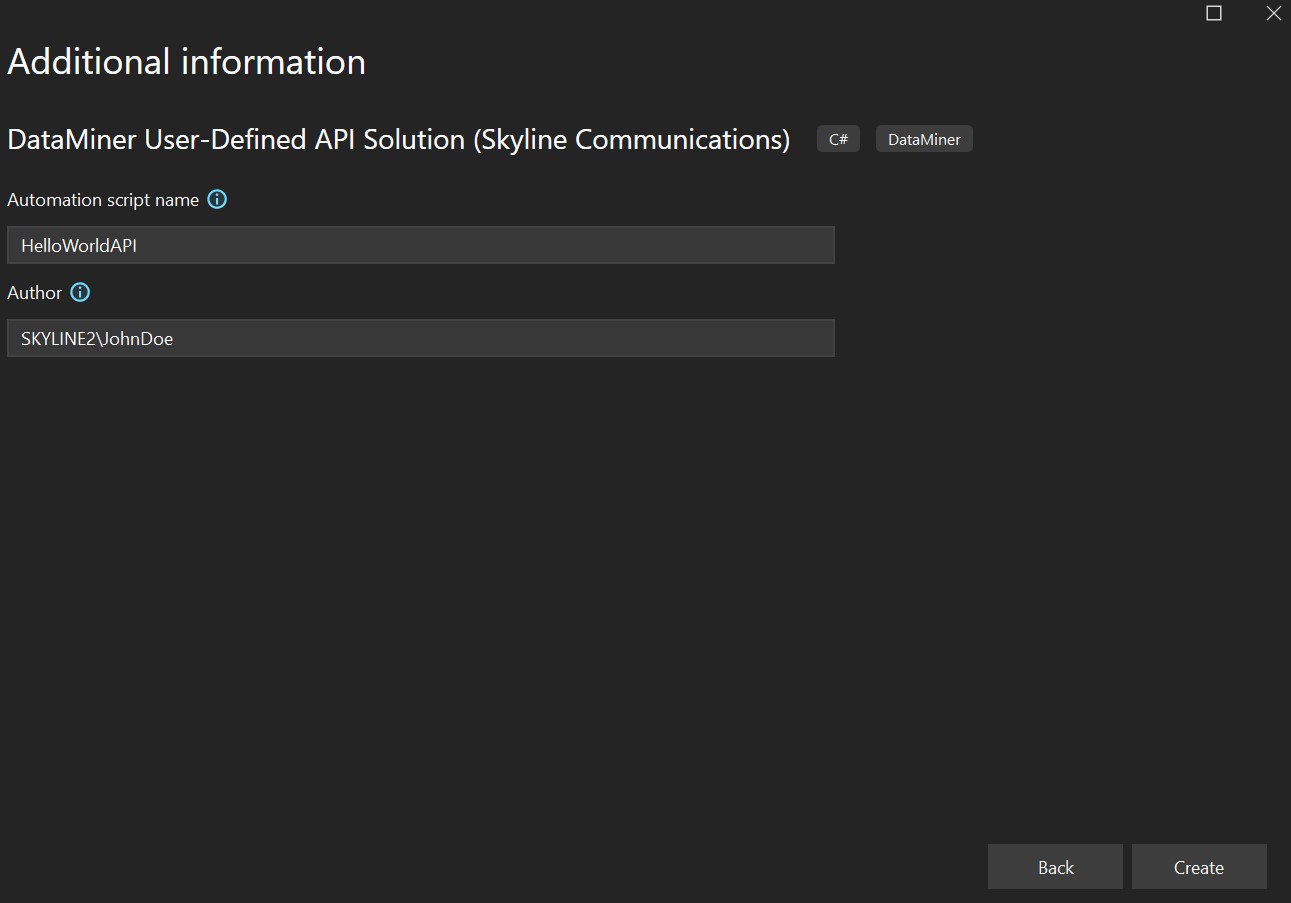 Additional information
DataMiner User-Defined API Solution (Skyline Communications) C# DataMiner
Automation script name
HelloWorldAPI
Author
SKYLINE2\JohnDoe
Back Create